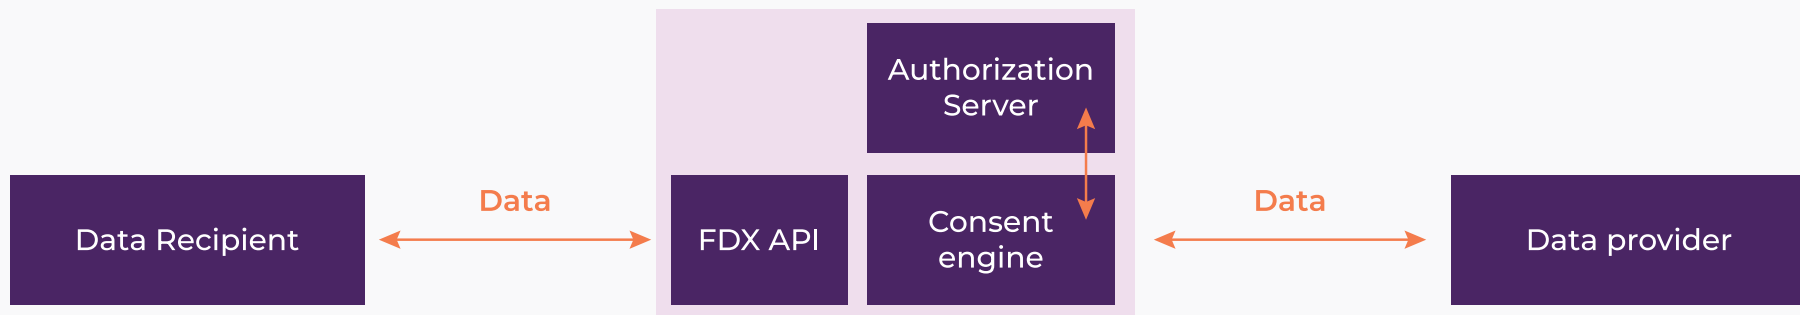 Authorization
Server
Data Recipient
Data
FDX API
Consent
engine
Data
Data provider